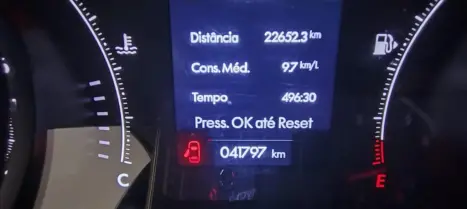 Distância 22652.3 km
Cons. Méd. 9.7 km/L
Tempo 496:30
Press. OK até Reset
041797 km
C E